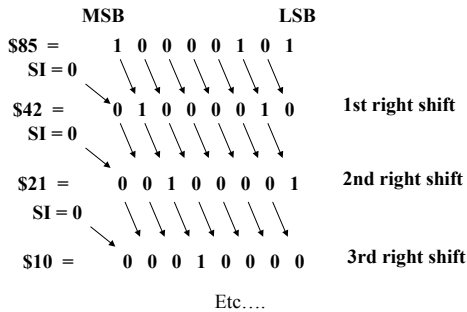 MSB LSB
$85 = 1 0 0 0 0 1 0 1
SI = 0
$42 = 0 1 0 0 0 0 1 0 1st right shift
SI = 0
$21 = 0 0 1 0 0 0 0 1 2nd right shift
SI = 0
$10 = 0 0 0 1 0 0 0 0 3rd right shift
Etc….